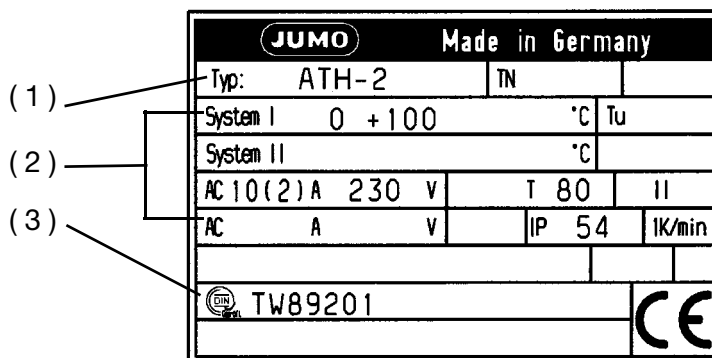 JUMO Made in Germany
(1) Typ: ATH-2 TN
System I 0 +100 °C Tu
(2) System II °C
AC 10(2) A 230 V T 80 II
(3) AC A V IP 54 1K/min
DIN TW89201 CE